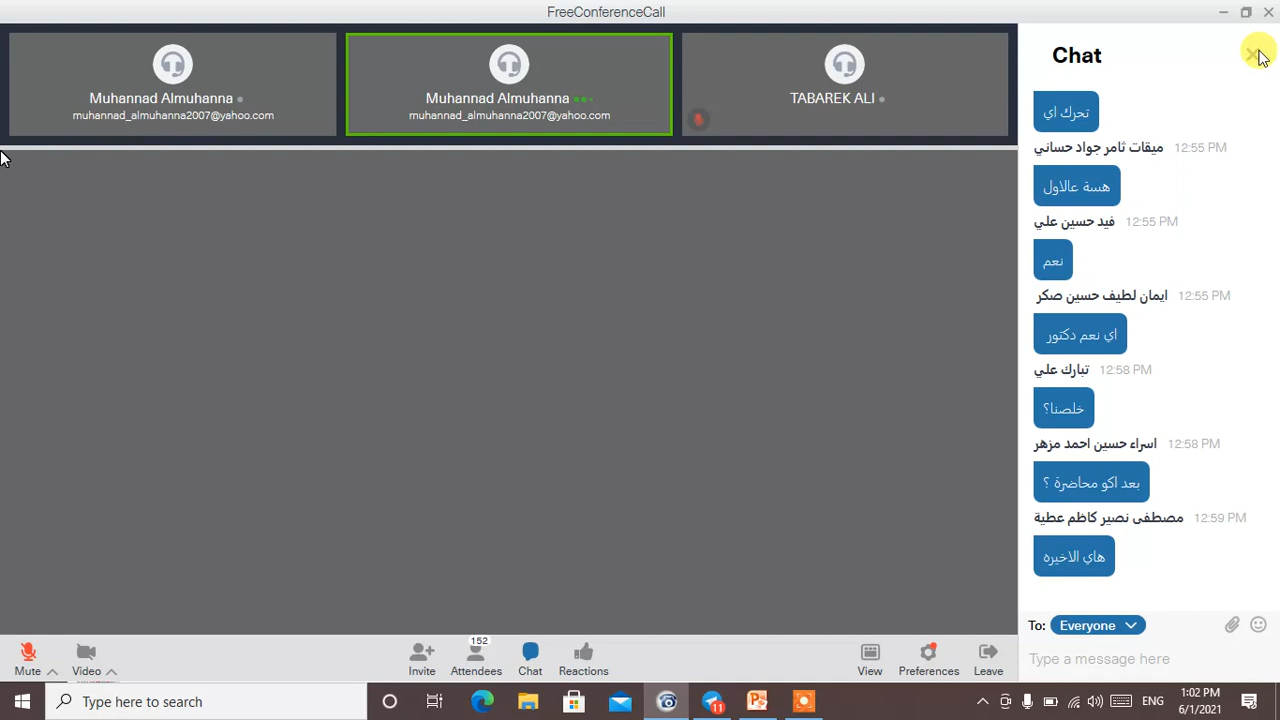 FreeConferenceCall
Muhannad Almuhanna
muhannad_almuhanna2007@yahoo.com
Muhannad Almuhanna
muhannad_almuhanna2007@yahoo.com
TABAREK ALI
Chat
تحرك اي
ميقات ثامر جواد حساني 12:55 PM
هسة عالاول
فيد حسين علي 12:55 PM
نعم
ايمان لطيف حسين صكر 12:55 PM
اي نعم دكتور
تبارك علي 12:58 PM
خلصنا؟
اسراء حسين احمد مزهر 12:58 PM
بعد اكو محاضرة ؟
مصطفى نصير كاظم عطية 12:59 PM
هاي الاخيره
To: Everyone
Type a message here
Mute
Video
Invite
152
Attendees
Chat
Reactions
View
Preferences
Leave
Type here to search
11
ENG
1:02 PM
6/1/2021